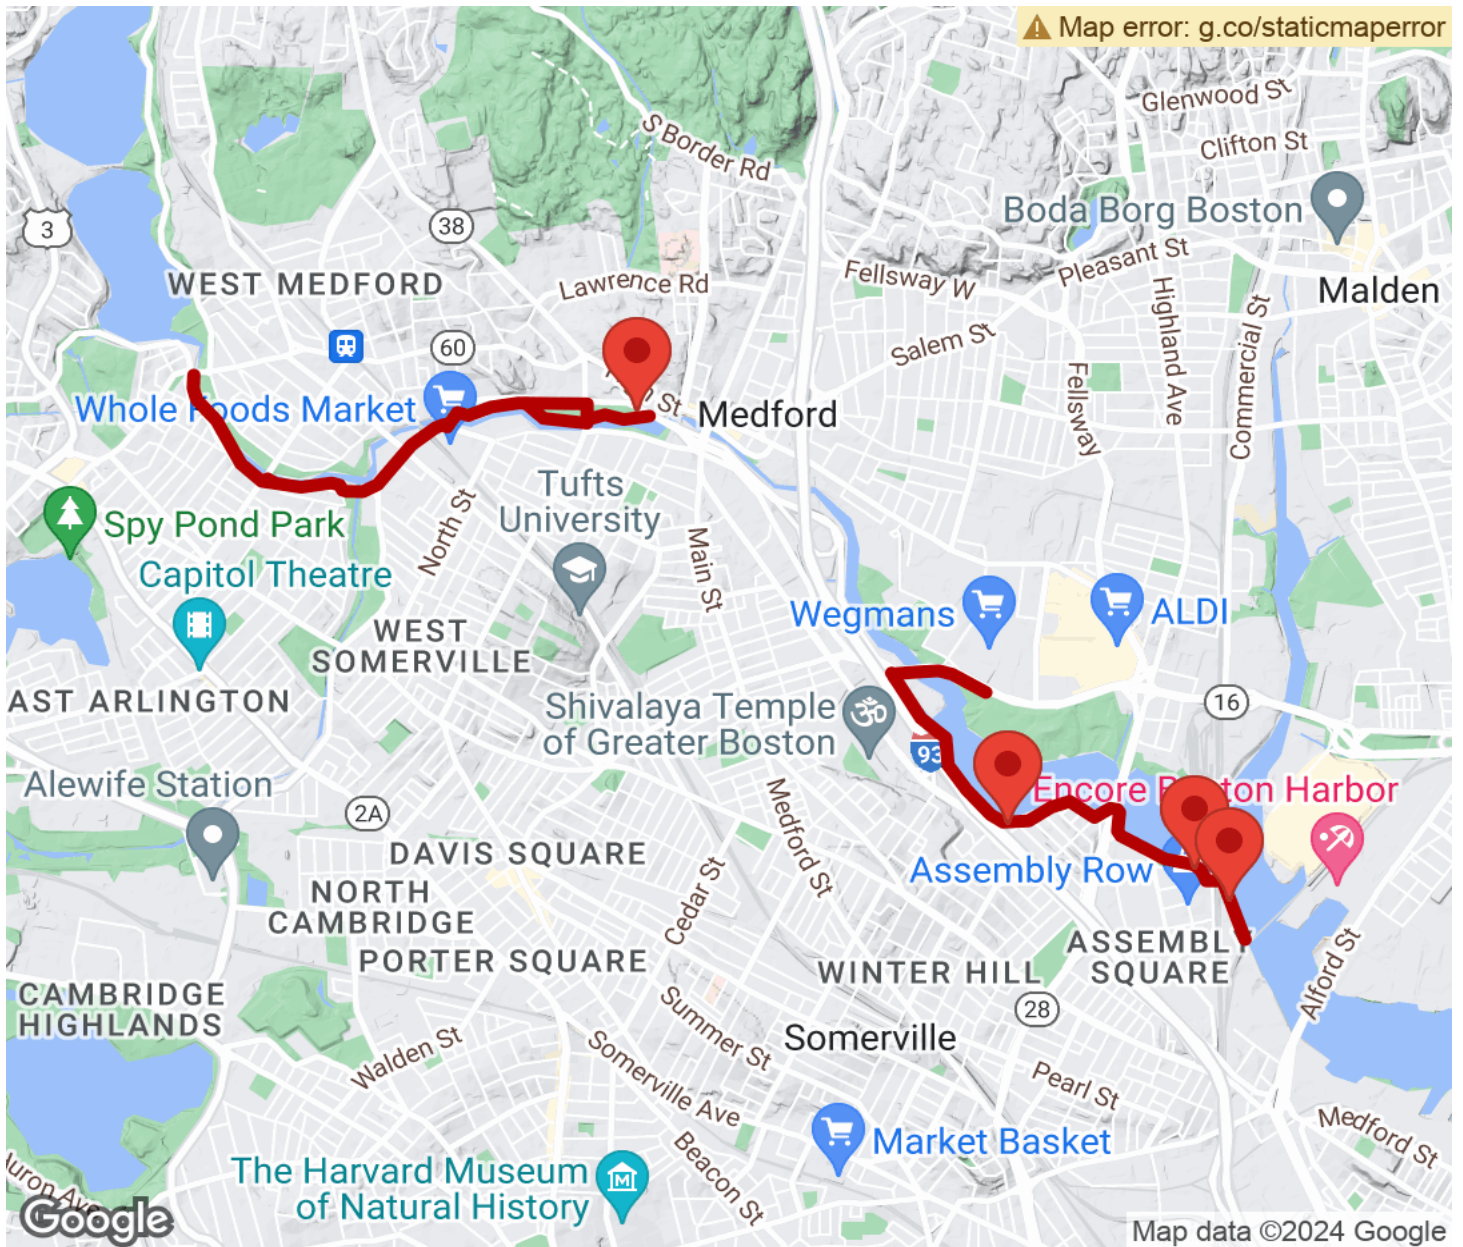 Map error: g.co/staticmaperror
Glenwood St
Clifton St
S Border Rd
Boda Borg Boston
3
38
WEST MEDFORD
Lawrence Rd
Fellsway W
Pleasant St
Malden
Highland Ave
Commercial St
60
Salem St
Fellsway
Whole Foods Market
St
Medford
Spy Pond Park
North St
Tufts
University
Main St
Capitol Theatre
Wegmans
ALDI
WEST
SOMERVILLE
AST ARLINGTON
Shivalaya Temple
of Greater Boston
16
93
Alewife Station
2A
Encore Boston Harbor
Medford St
DAVIS SQUARE
Assembly Row
NORTH
CAMBRIDGE
Cedar St
PORTER SQUARE
ASSEMBLY
SQUARE
WINTER HILL
Alford St
CAMBRIDGE
HIGHLANDS
28
Summer St
Somerville
Walden St
Somerville Ave
Pearl St
Market Basket
Medford St
Beacon St
The Harvard Museum
of Natural History
uron Ave
Google
Map data ©2024 Google